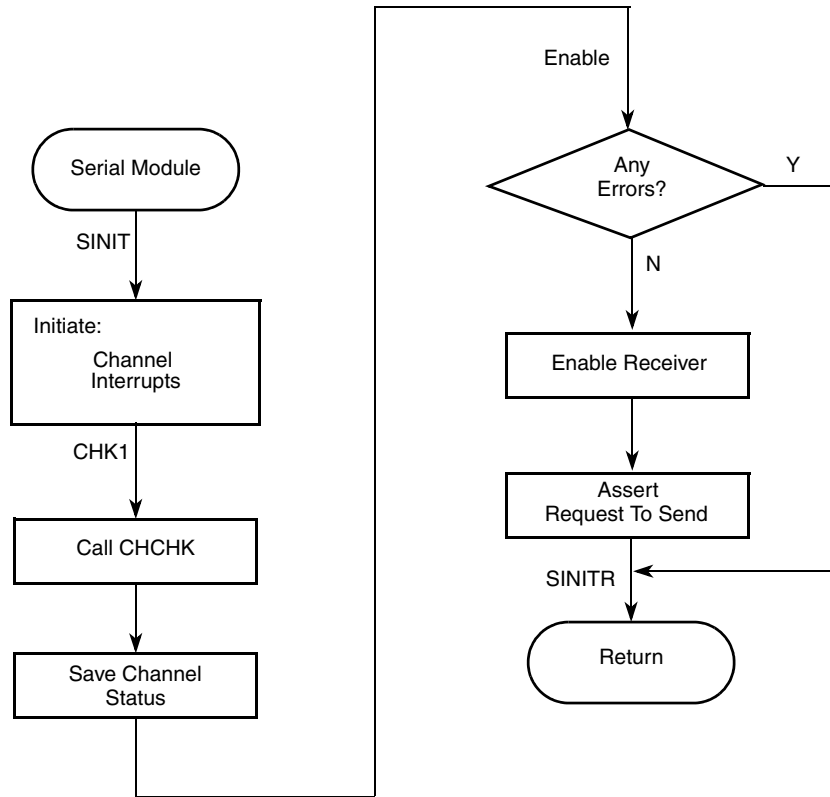 Serial Module
SINIT
Initiate:
Channel
Interrupts
CHK1
Call CHCHK
Save Channel
Status
Enable
Any
Errors?
Y
N
Enable Receiver
Assert
Request To Send
SINITR
Return